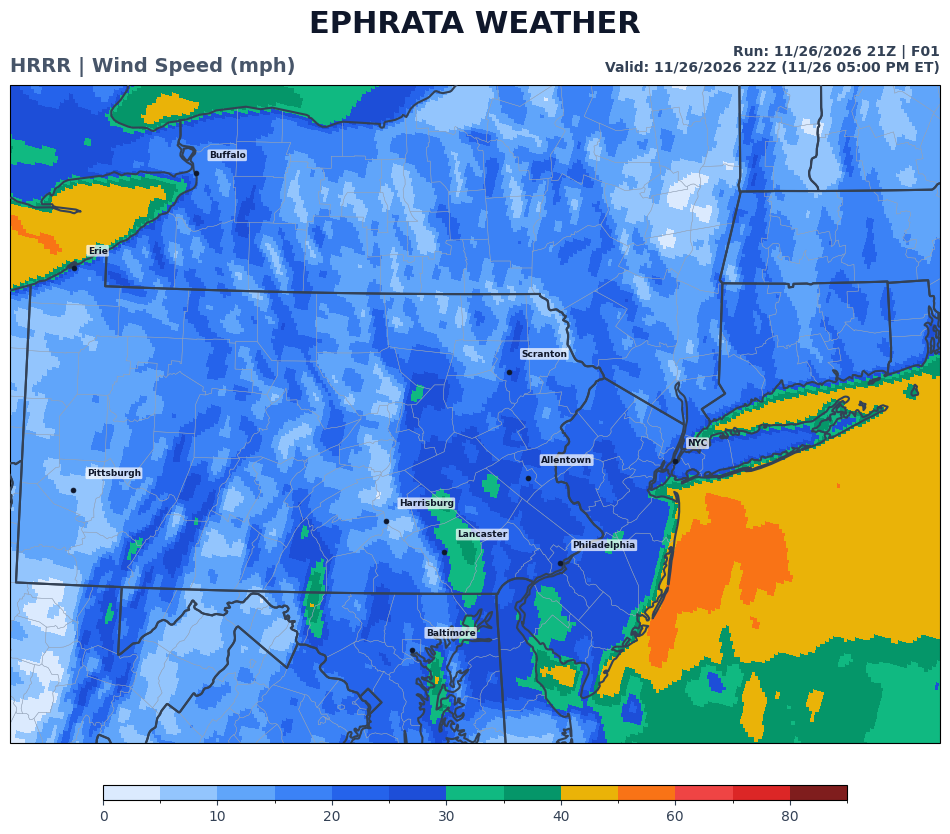 EPHRATA WEATHER
HRRR | Wind Speed (mph)
Run: 11/26/2026 21Z | F01
Valid: 11/26/2026 22Z (11/26 05:00 PM ET)
Buffalo
Erie
Scranton
NYC
Allentown
Pittsburgh
Harrisburg
Lancaster
Philadelphia
Baltimore
0 10 20 30 40 50 60 70 80